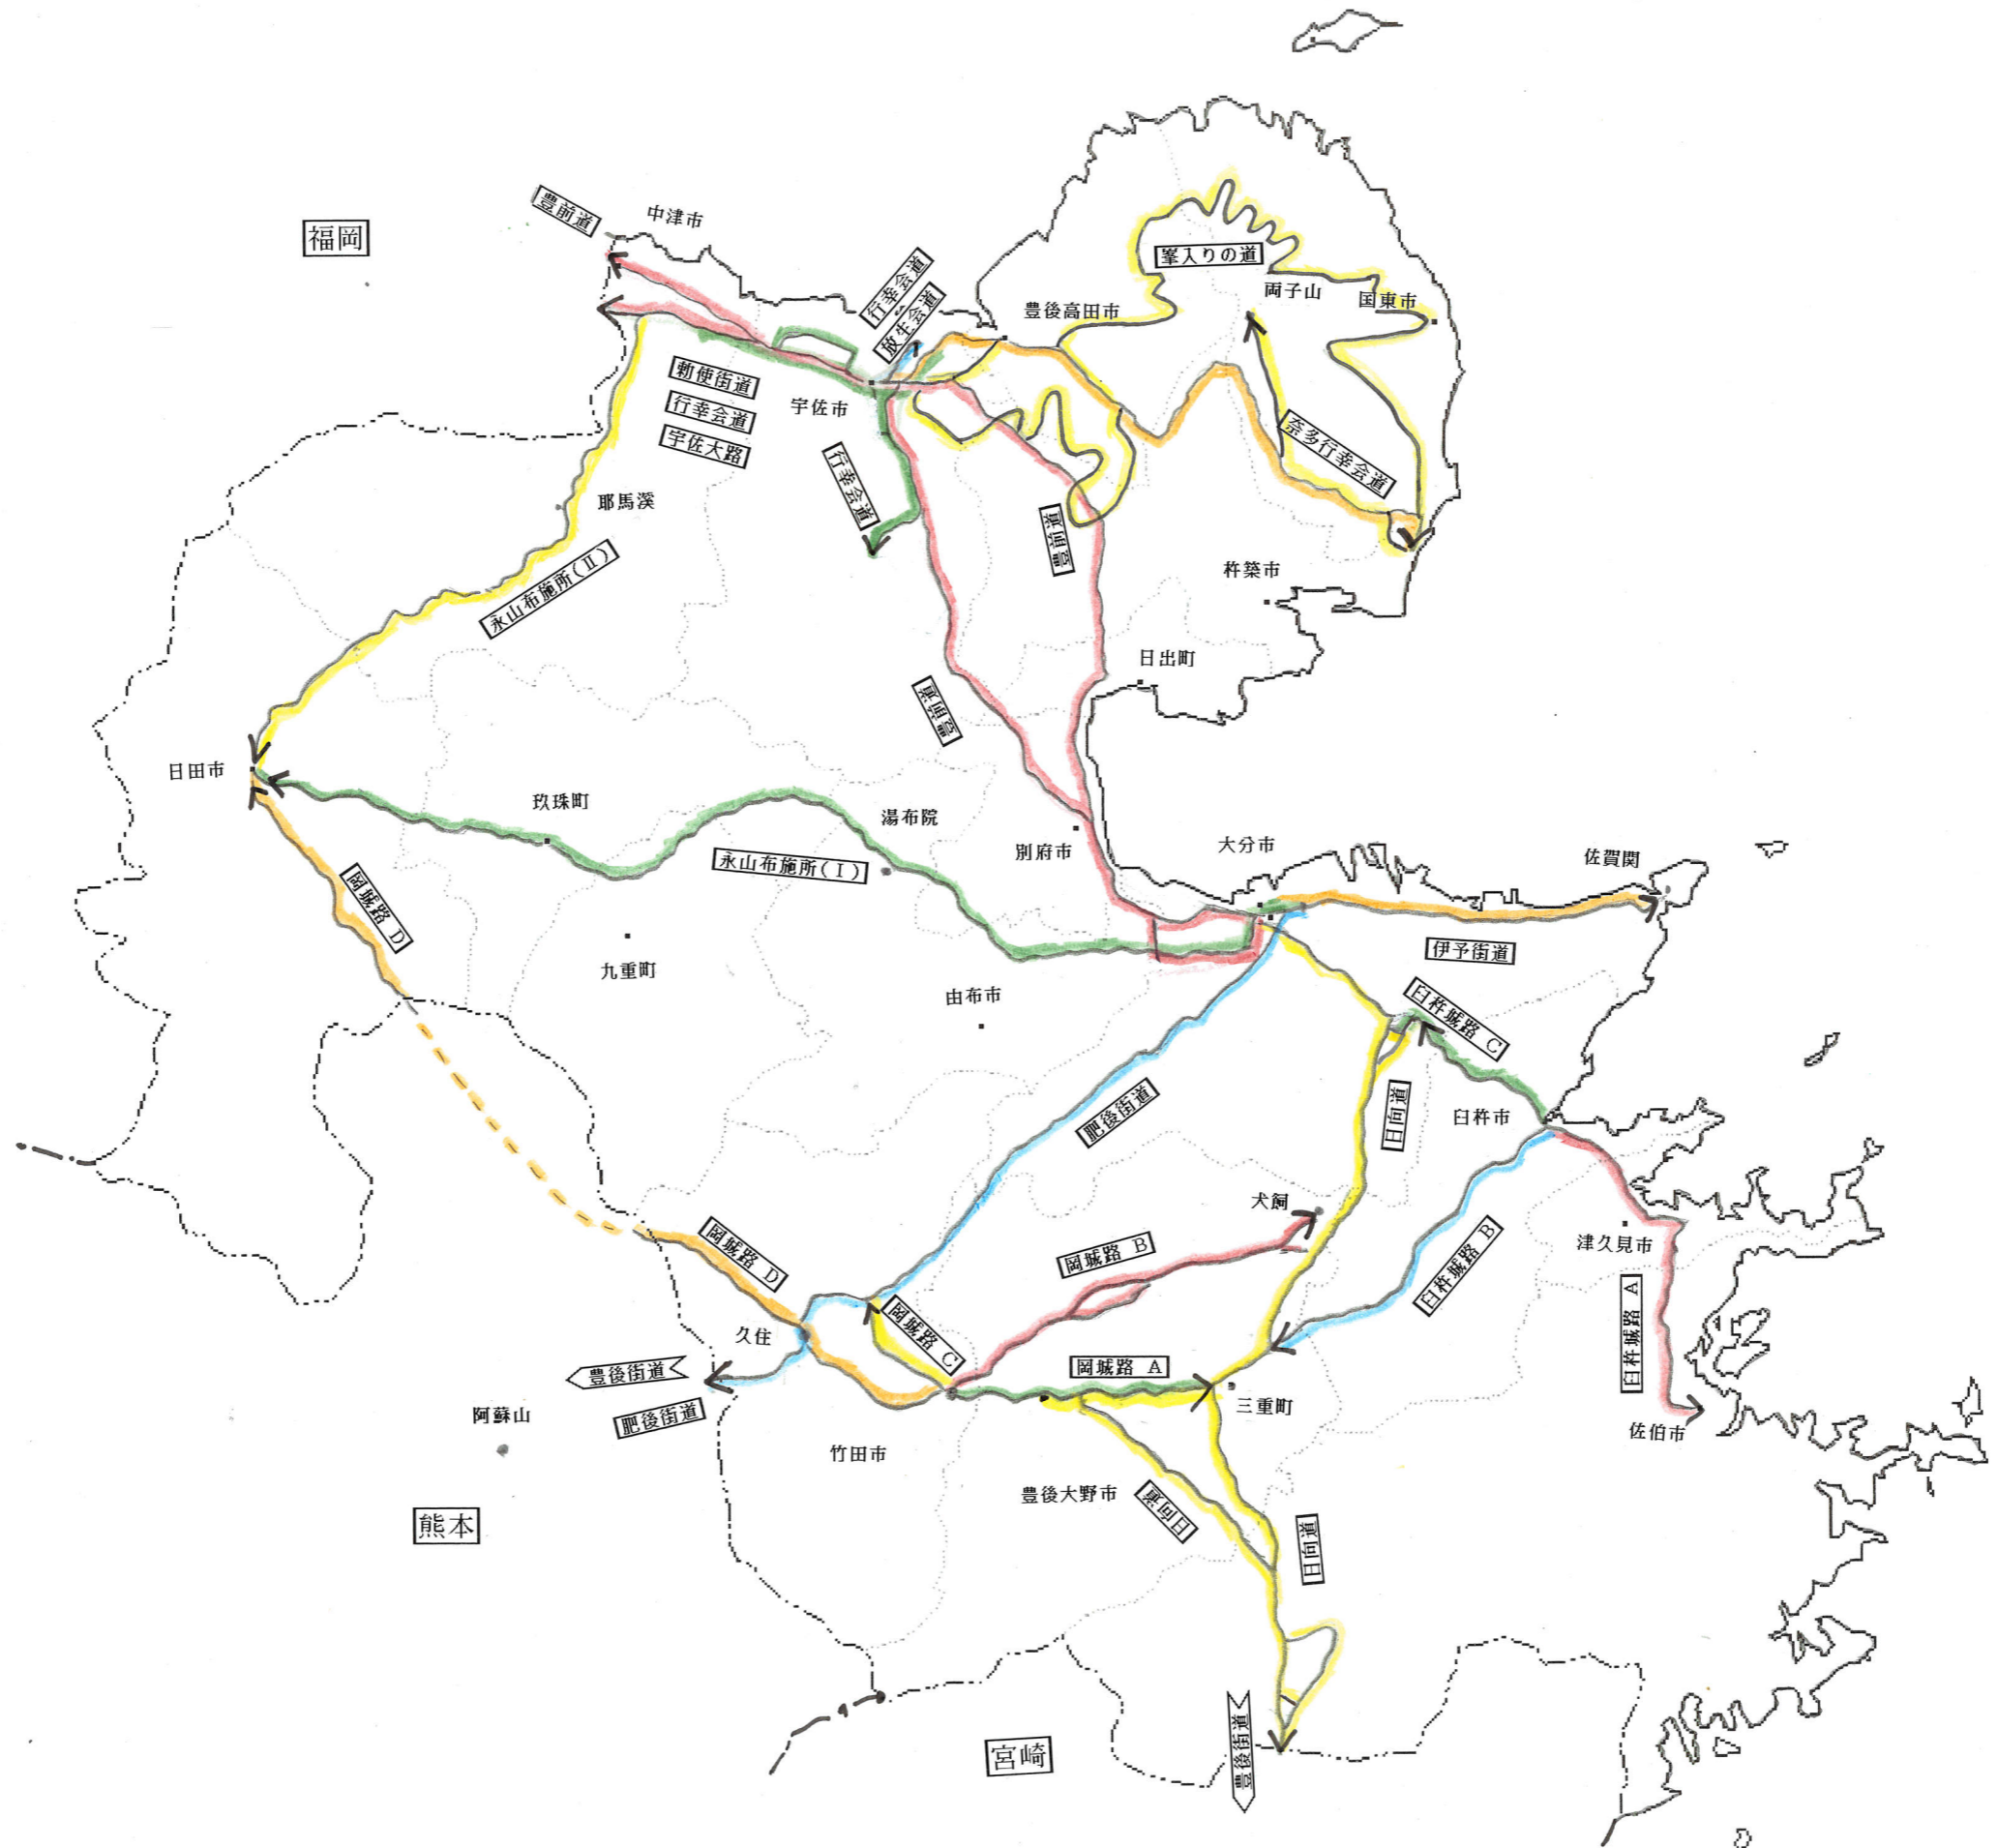 豊前道
中津市
福岡
行幸会道
放生会道
峯入りの道
両子山
国東市
豊後高田市
勅使街道
行幸会道
宇佐大路
宇佐市
行幸会道
奈多行幸会道
耶馬溪
豊前道
杵築市
永山布施所(Ⅱ)
日出町
豊前道
日田市
玖珠町
湯布院
別府市
大分市
佐賀関
永山布施所(Ⅰ)
岡城路 D
九重町
由布市
伊予街道
臼杵城路 C
肥後街道
日向道
臼杵市
犬飼
岡城路 D
岡城路 B
臼杵城路 B
津久見市
臼杵城路 A
久住
岡城路 C
岡城路 A
豊後街道
肥後街道
三重町
阿蘇山
竹田市
佐伯市
豊後大野市
日向道
熊本
日向道
宮崎
豊後街道